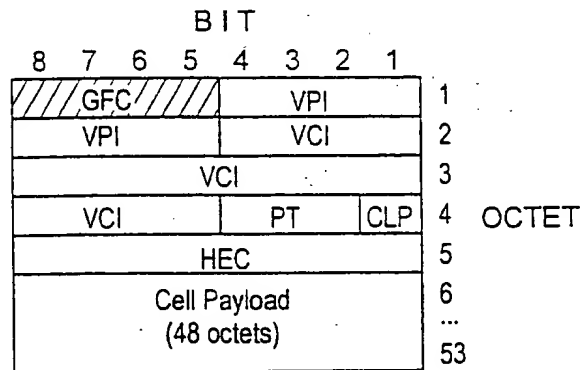 BIT
8 7 6 5 4 3 2 1
GFC VPI 1
VPI VCI 2
VCI 3
VCI PT CLP 4 OCTET
HEC 5
Cell Payload 6
(48 octets) ...
53